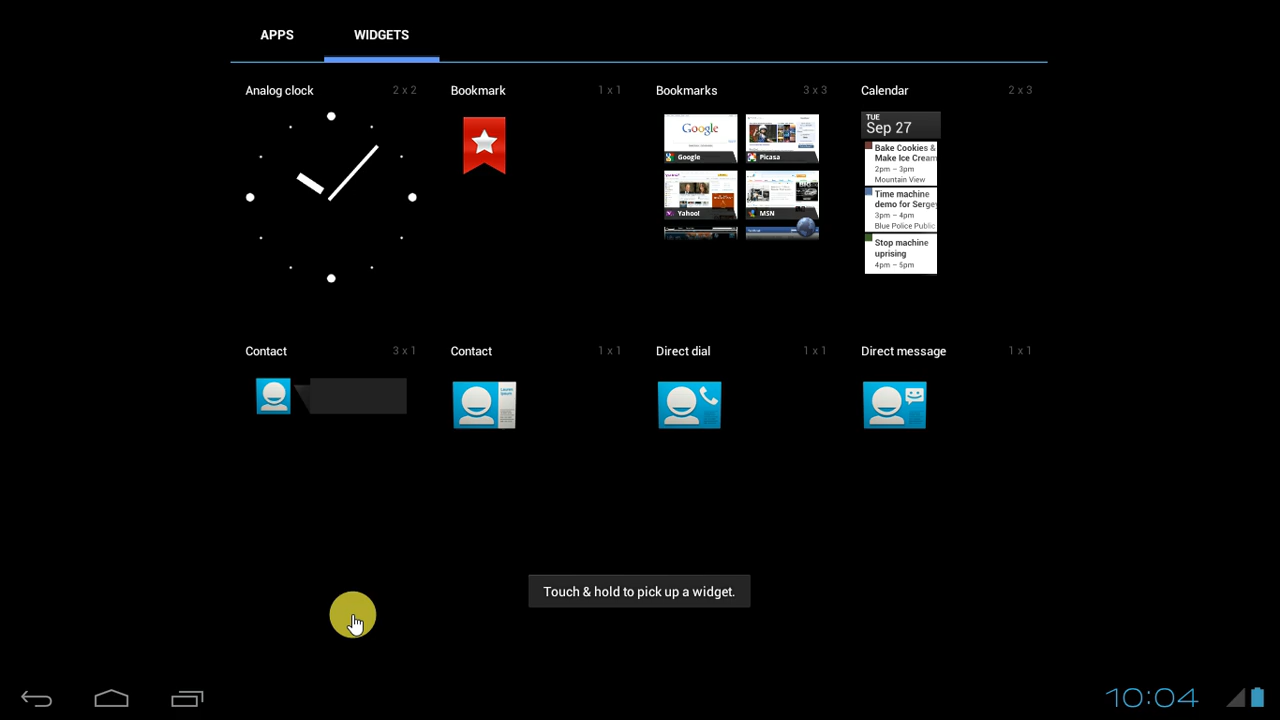 APPS WIDGETS
Analog clock 2 x 2 Bookmark 1 x 1 Bookmarks 3 x 3 Calendar 2 x 3
Google
Google
Picasa
Yahoo!
MSN
TUE
Sep 27
Bake Cookies &
Make Ice Cream
2pm – 3pm
Mountain View
Time machine
demo for Sergey
3pm – 4pm
Blue Police Public
Stop machine
uprising
4pm – 5pm
Contact 3 x 1 Contact 1 x 1 Direct dial 1 x 1 Direct message 1 x 1
Touch & hold to pick up a widget.
10:04